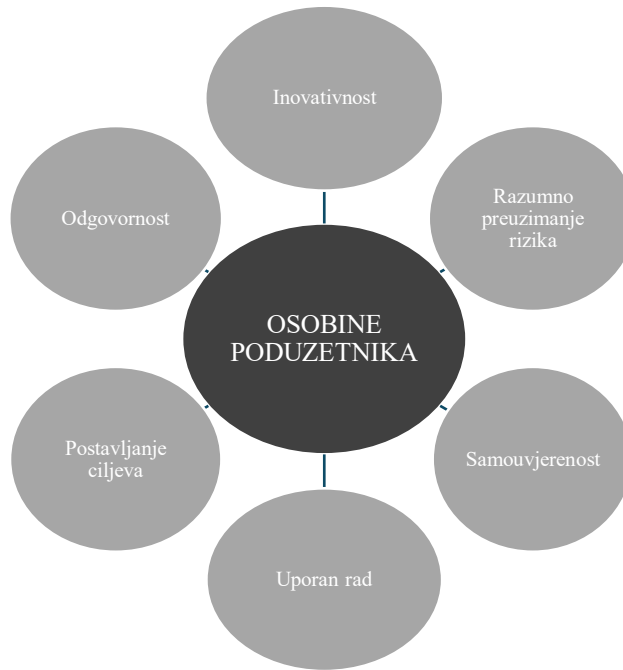 Inovativnost
Razumno
preuzimanje
rizika
Samouvjerenost
Uporan rad
Postavljanje
ciljeva
Odgovornost
OSOBINE
PODUZETNIKA